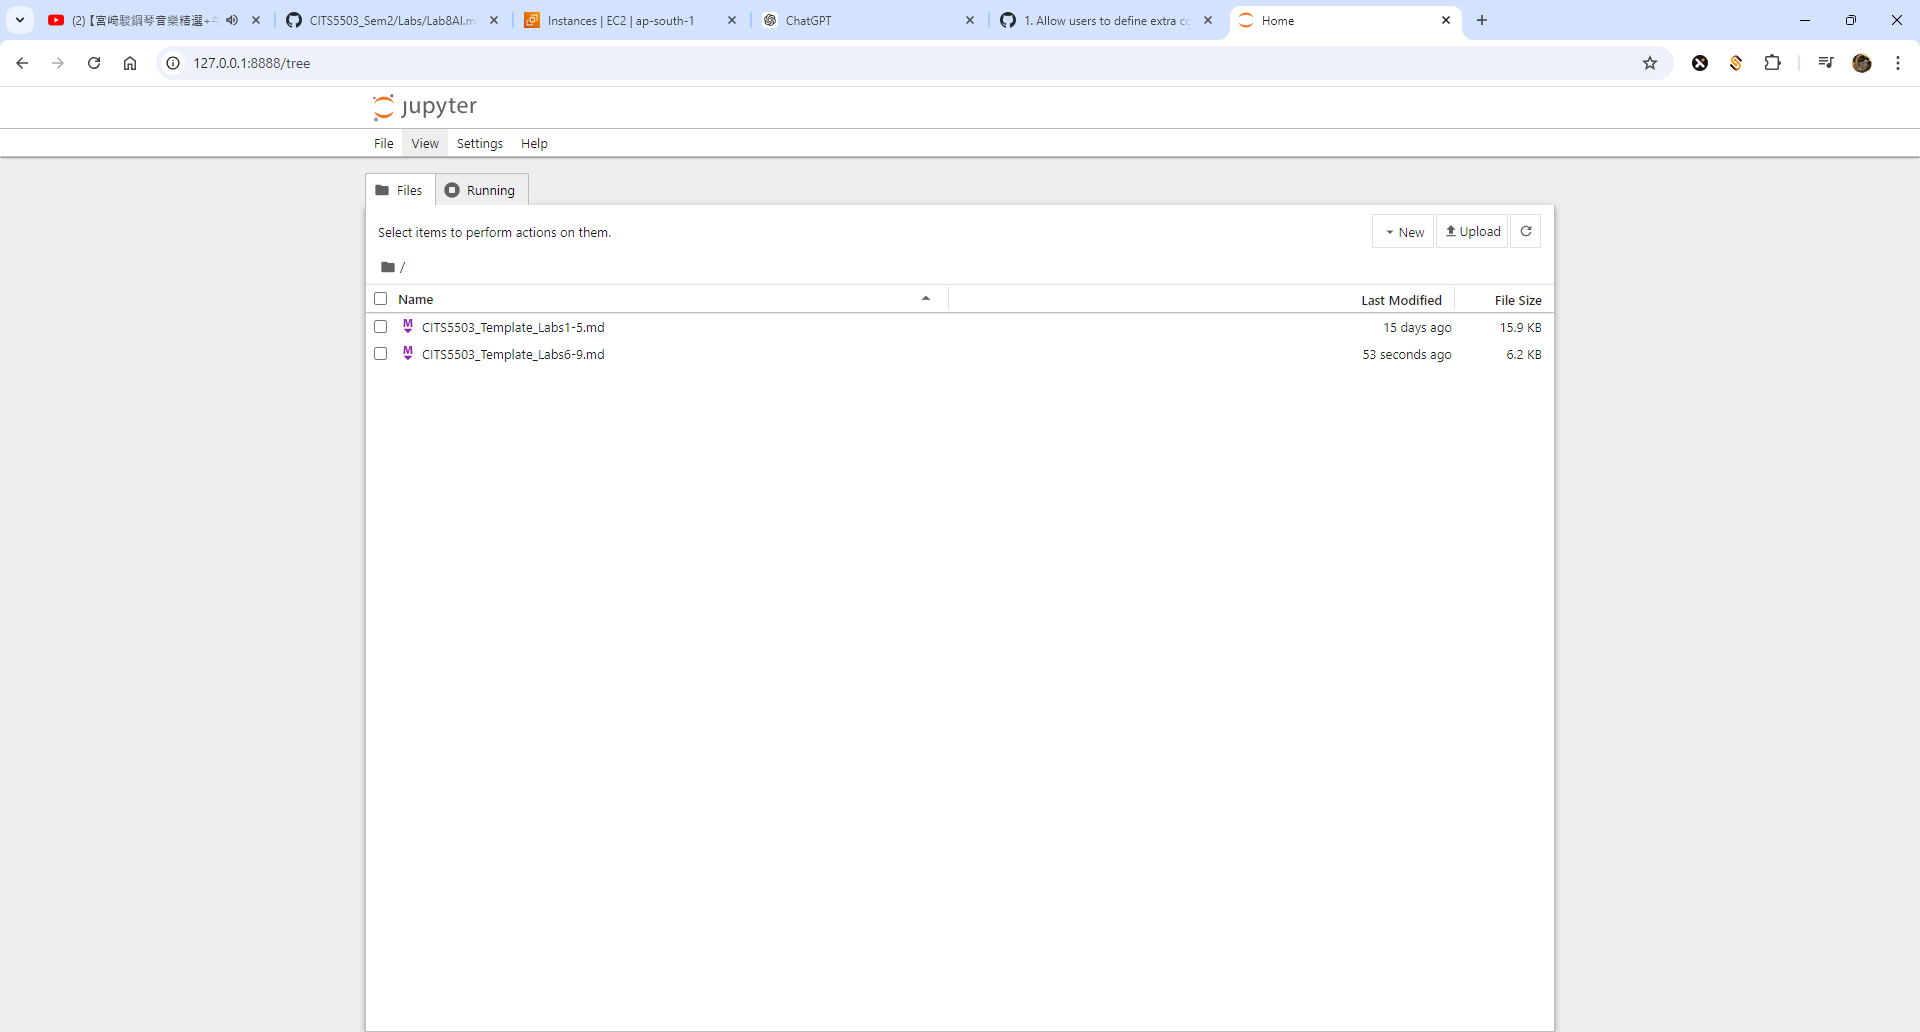 (2) 【宮崎駿鋼琴音樂精選+
CITS5503_Sem2/Labs/Lab8AI.m
Instances | EC2 | ap-south-1
ChatGPT
1. Allow users to define extra co
Home
127.0.0.1:8888/tree
jupyter
File View Settings Help
Files Running
Select items to perform actions on them.
New Upload
/
Name Last Modified File Size
CITS5503_Template_Labs1-5.md 15 days ago 15.9 KB
CITS5503_Template_Labs6-9.md 53 seconds ago 6.2 KB